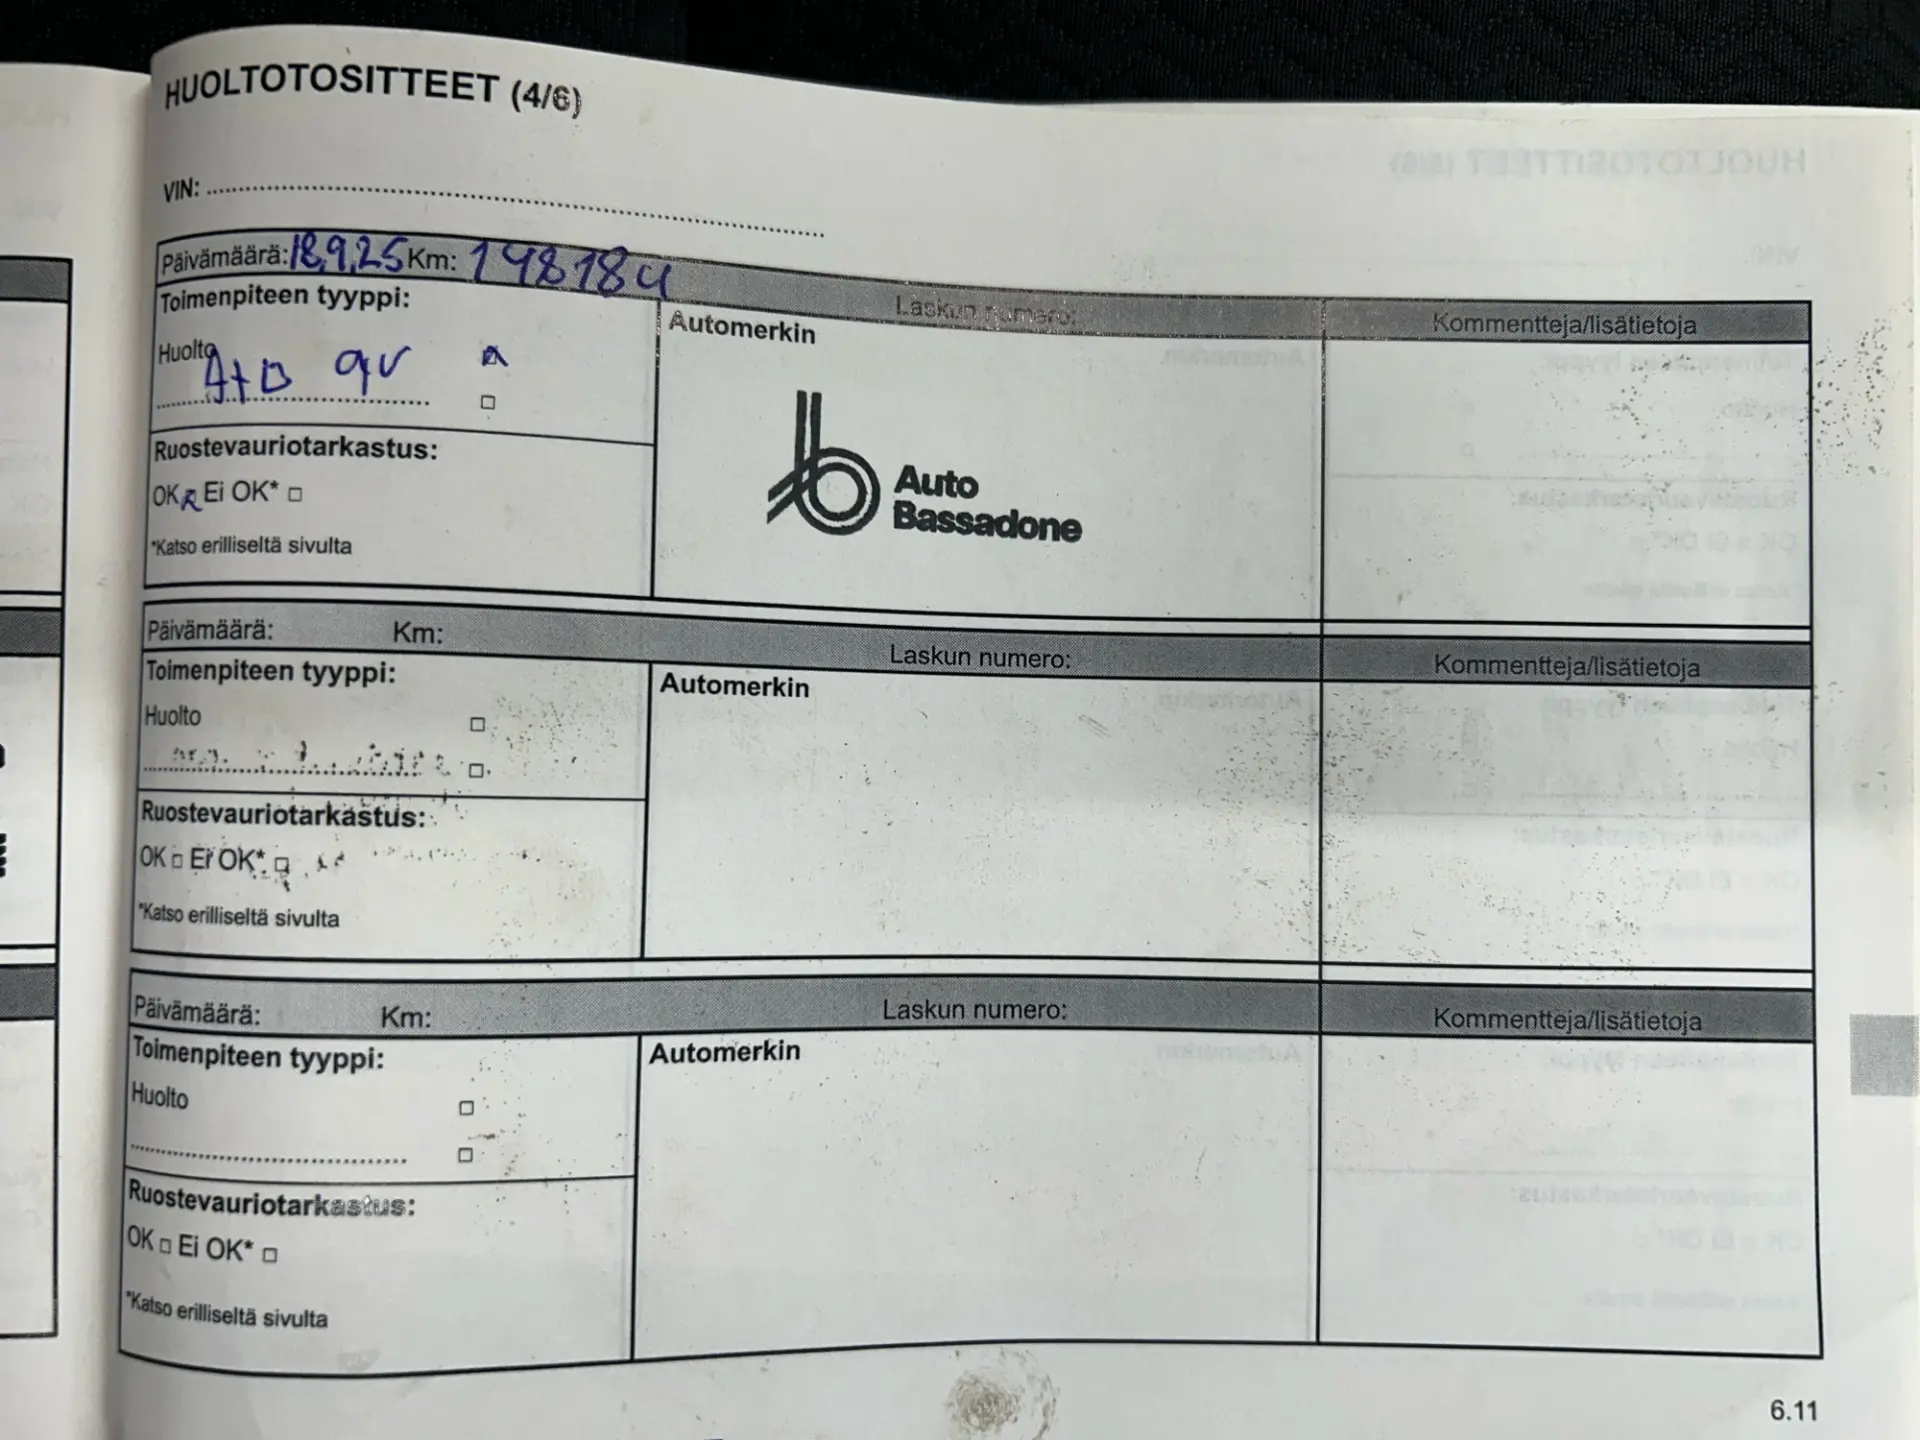 HUOLTOTOSITTEET (4/6)
VIN:
Päivämäärä: 18,9,25 Km: 148184
Laskun numero:
Kommentteja/lisätietoja
Toimenpiteen tyyppi:
Automerkin
Huolto
A+B 9v
Auto
Bassadone
Ruostevauriotarkastus:
OK Ei OK* □
*Katso erilliseltä sivulta
Päivämäärä: Km:
Laskun numero:
Kommentteja/lisätietoja
Toimenpiteen tyyppi:
Automerkin
Huolto □
□
Ruostevauriotarkastus:
OK □ Ei OK* □
*Katso erilliseltä sivulta
Päivämäärä: Km:
Laskun numero:
Kommentteja/lisätietoja
Toimenpiteen tyyppi:
Automerkin
Huolto □
□
Ruostevauriotarkastus:
OK □ Ei OK* □
*Katso erilliseltä sivulta
6.11